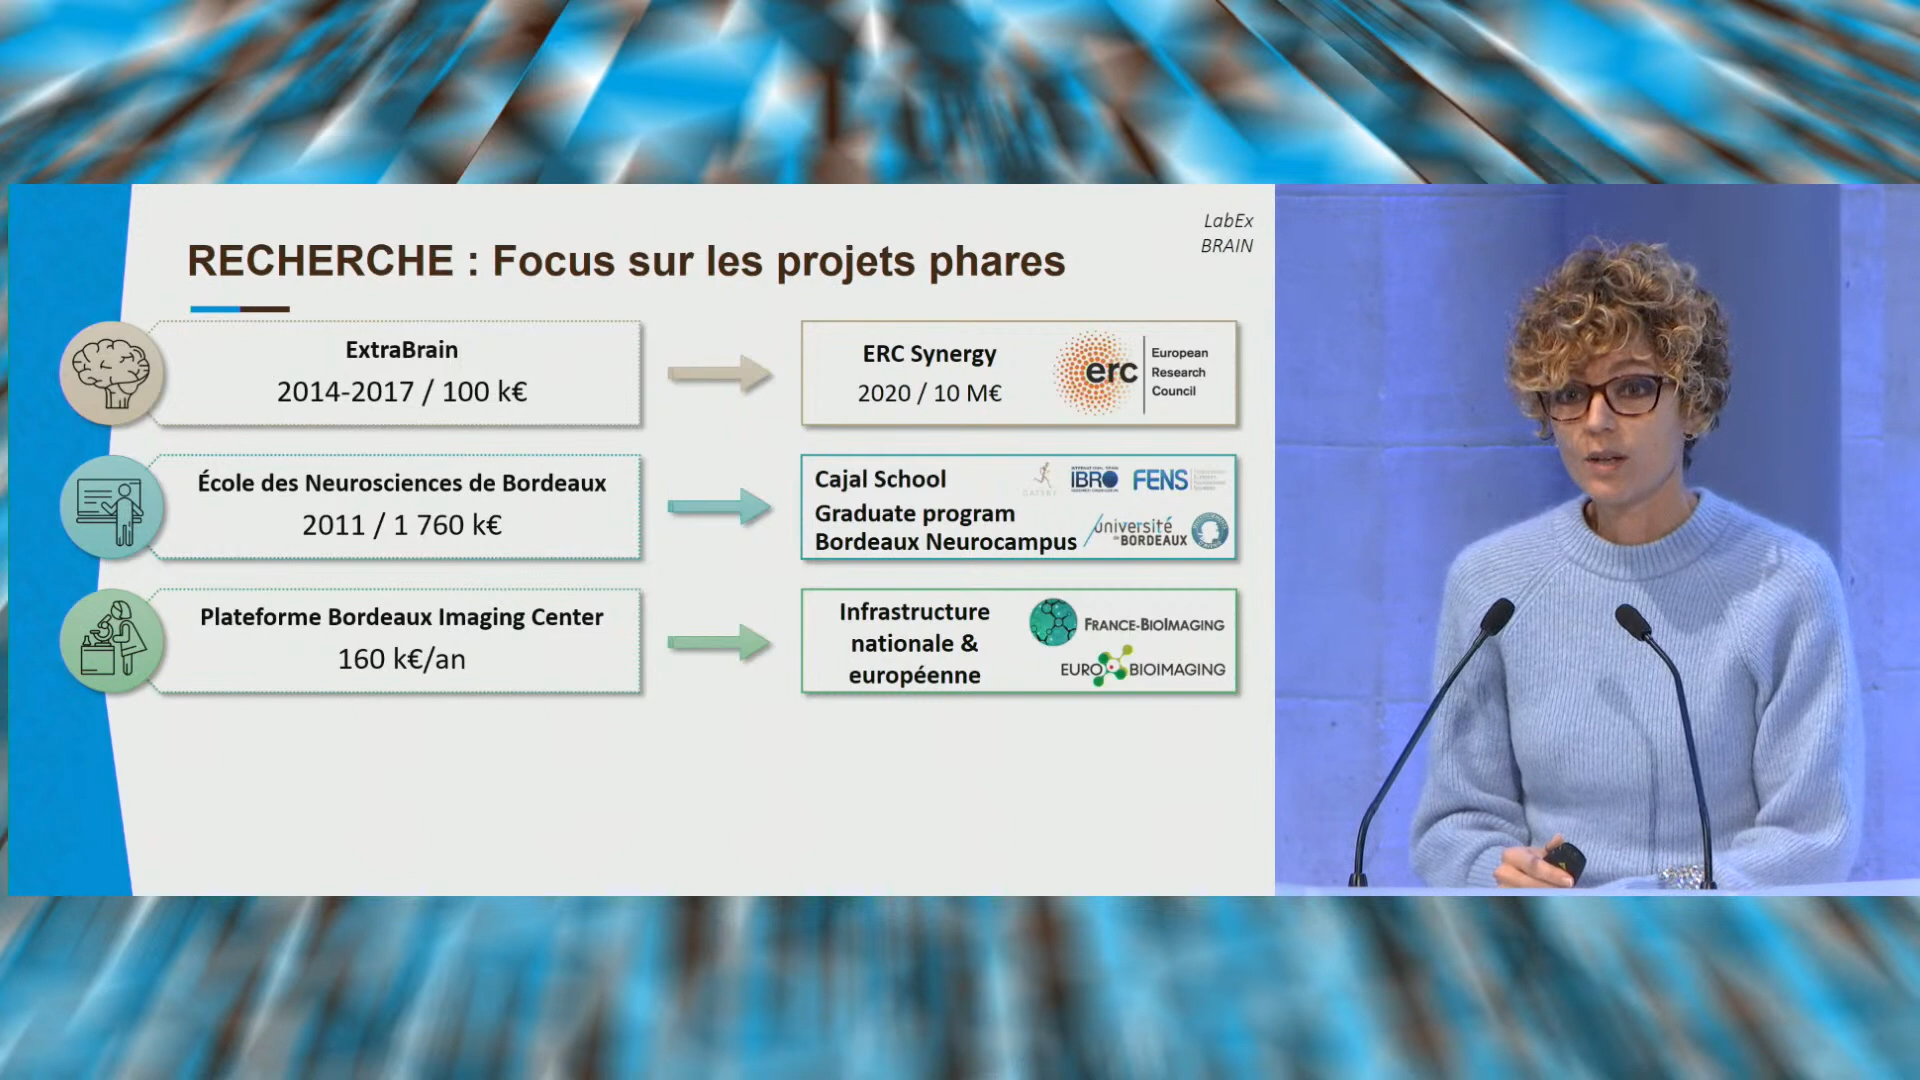 LabEx
BRAIN
RECHERCHE : Focus sur les projets phares
ExtraBrain
2014-2017 / 100 k€
ERC Synergy
2020 / 10 M€
erc
European
Research
Council
École des Neurosciences de Bordeaux
2011 / 1 760 k€
Cajal School
GATSBY
IBRO
FENS
Graduate program
Bordeaux Neurocampus
université
de BORDEAUX
Plateforme Bordeaux Imaging Center
160 k€/an
Infrastructure
nationale &
européenne
FRANCE-BIOIMAGING
EURO BIOIMAGING